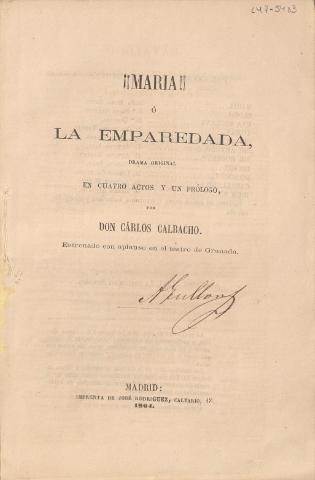 ¡¡MARIA!!
Ó
LA EMPAREDADA,
DRAMA ORIGINAL
EN CUATRO ACTOS Y UN PRÓLOGO,
POR
DON CÁRLOS CALBACHO.
Estrenado con aplauso en el teatro de Granada.
MADRID:
IMPRENTA DE JOSÉ RODRIGUEZ, CALVARIO,
1864.